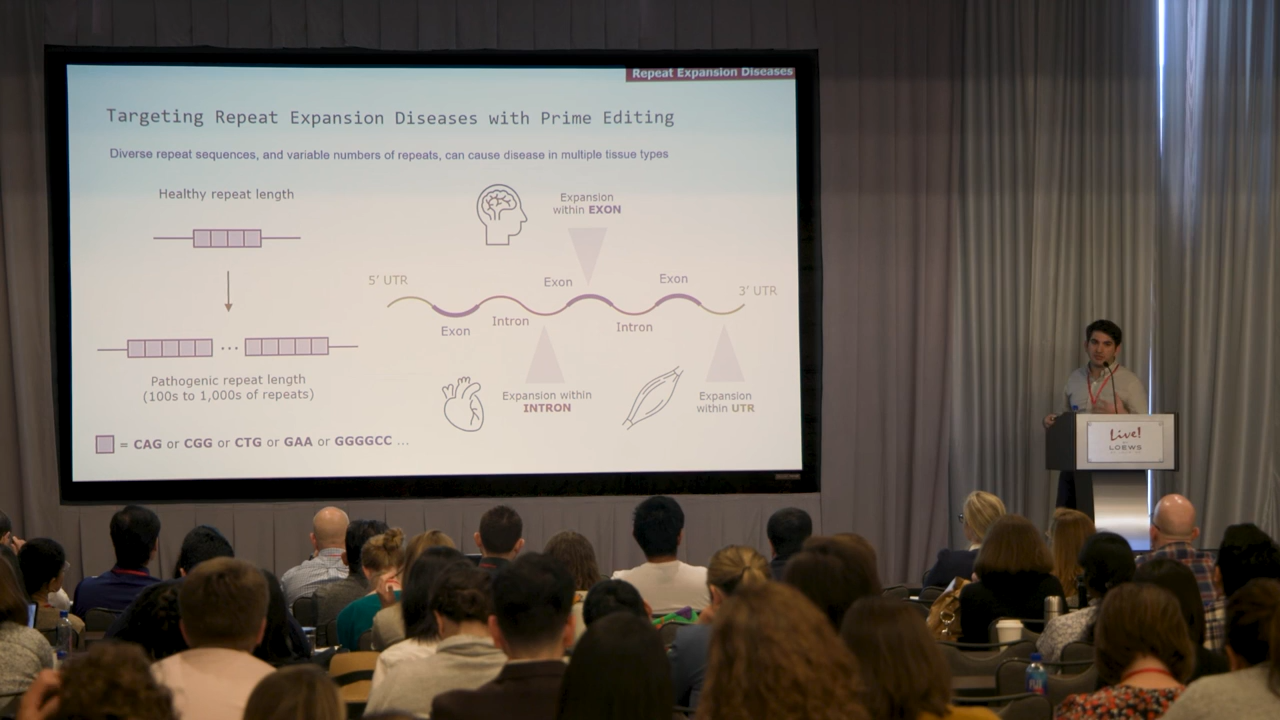 Repeat Expansion Diseases
Targeting Repeat Expansion Diseases with Prime Editing
Diverse repeat sequences, and variable numbers of repeats, can cause disease in multiple tissue types
Healthy repeat length
Pathogenic repeat length
(100s to 1,000s of repeats)
= CAG or CGG or CTG or GAA or GGGGCC ...
Expansion
within EXON
5' UTR
Exon
Intron
Exon
Intron
Exon
3' UTR
Expansion within
INTRON
Expansion
within UTR
Live!
BY
LOEWS